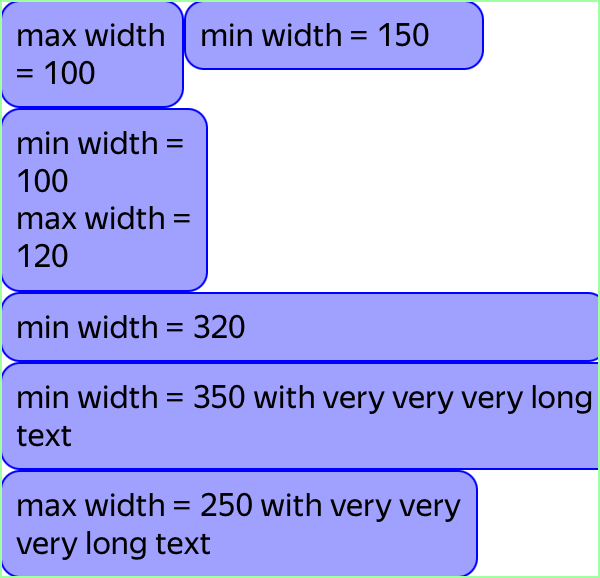 max width
= 100
min width = 150
min width =
100
max width =
120
min width = 320
min width = 350 with very very very long
text
max width = 250 with very very
very long text